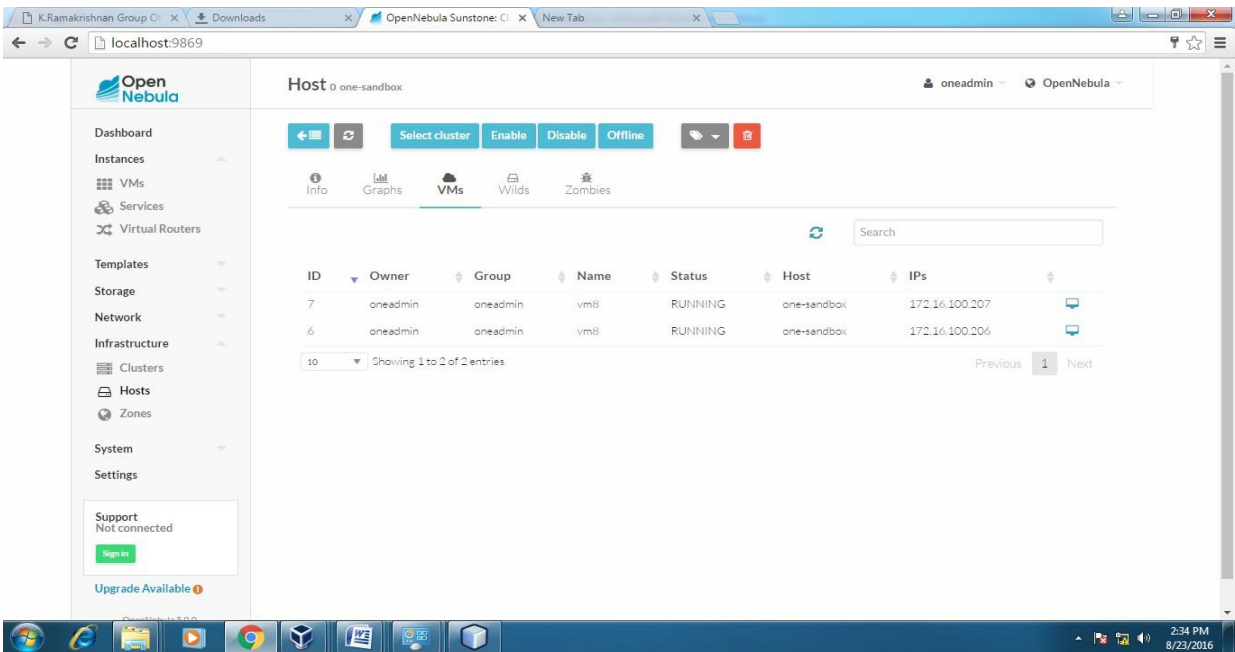 K.Ramakrishnan Group Of
Downloads
OpenNebula Sunstone: Cl
New Tab
localhost:9869
Open
Nebula
Host 0 one-sandbox
oneadmin
OpenNebula
Dashboard
Instances
VMs
Services
Virtual Routers
Templates
Storage
Network
Infrastructure
Clusters
Hosts
Zones
System
Settings
Support
Not connected
Sign in
Upgrade Available
OpenNebula 5.0.0
Select cluster Enable Disable Offline
Info Graphs VMs Wilds Zombies
Search
ID Owner Group Name Status Host IPs
7 oneadmin oneadmin vm8 RUNNING one-sandbox 172.16.100.207
6 oneadmin oneadmin vm8 RUNNING one-sandbox 172.16.100.206
10 Showing 1 to 2 of 2 entries
Previous 1 Next
2:34 PM
8/23/2016